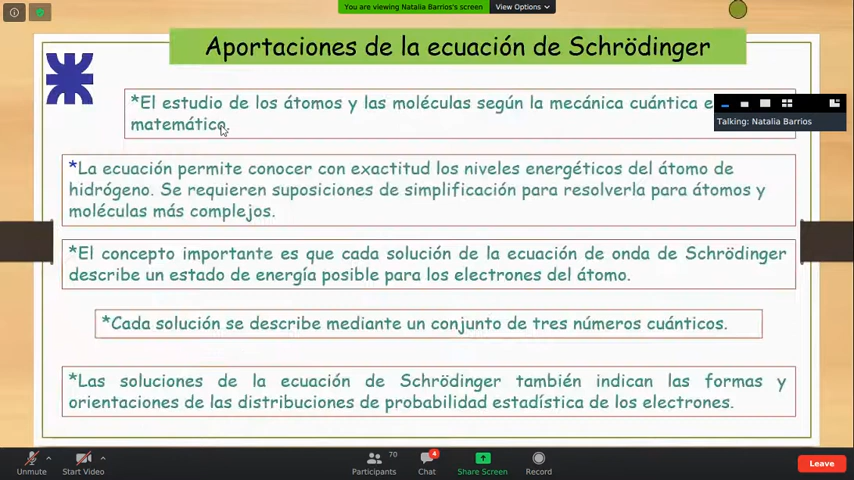 You are viewing Natalia Barrios's screen
View Options
Aportaciones de la ecuación de Schrödinger
*El estudio de los átomos y las moléculas según la mecánica cuántica
matemático.
Talking: Natalia Barrios
*La ecuación permite conocer con exactitud los niveles energéticos del átomo de
hidrógeno. Se requieren suposiciones de simplificación para resolverla para átomos y
moléculas más complejos.
*El concepto importante es que cada solución de la ecuación de onda de Schrödinger
describe un estado de energía posible para los electrones del átomo.
*Cada solución se describe mediante un conjunto de tres números cuánticos.
*Las soluciones de la ecuación de Schrödinger también indican las formas y
orientaciones de las distribuciones de probabilidad estadística de los electrones.
Unmute
Start Video
Participants 70
Chat 4
Share Screen
Record
Leave